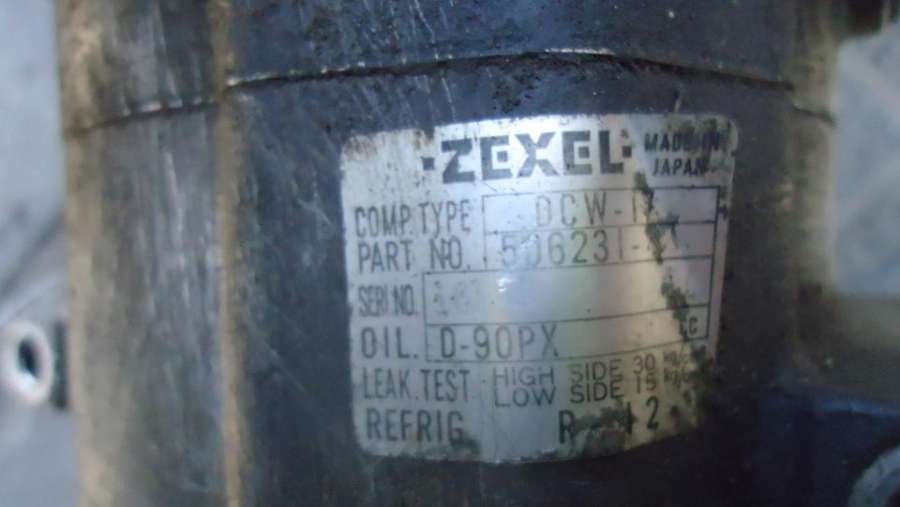 ZEXEL
MADE IN
JAPAN
COMP. TYPE DCW-
PART NO. 506231-
SERI NO.
OIL. D-90PX LC
LEAK. TEST HIGH SIDE 30
LOW SIDE 15
REFRIG R-12